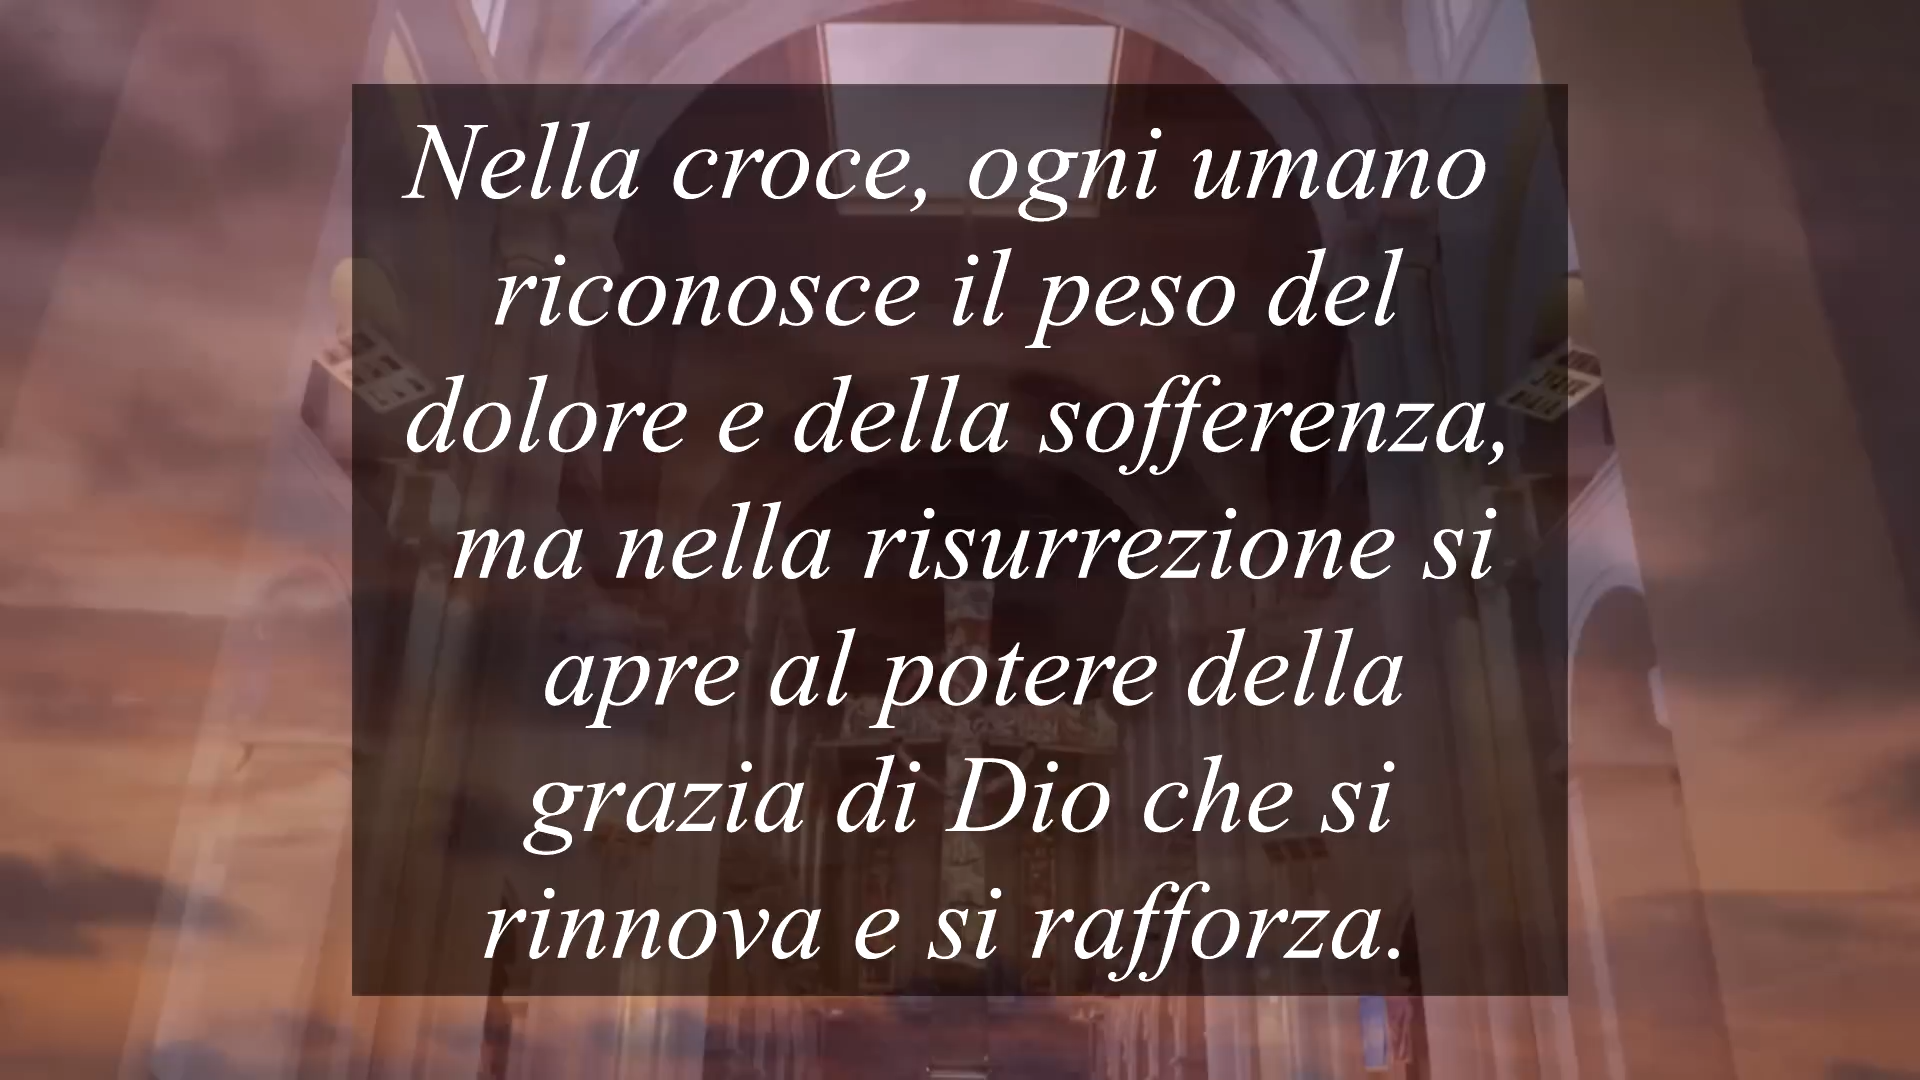 Nella croce, ogni umano
riconosce il peso del
dolore e della sofferenza,
ma nella risurrezione si
apre al potere della
grazia di Dio che si
rinnova e si rafforza.